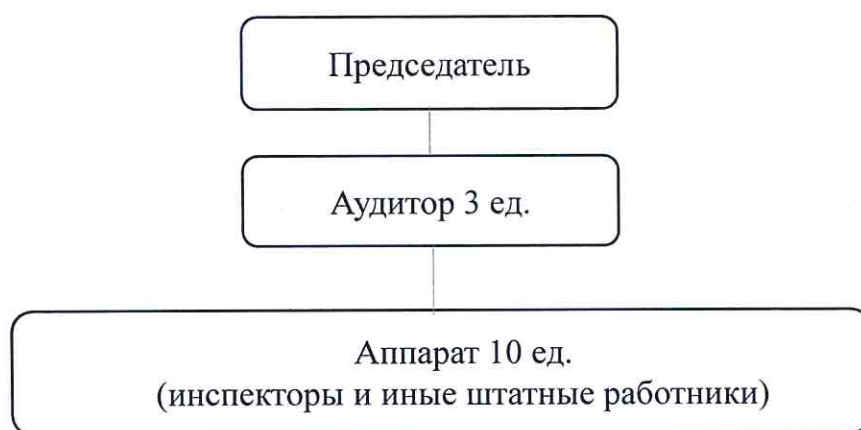 Председатель
Аудитор 3 ед.
Аппарат 10 ед.
(инспекторы и иные штатные работники)